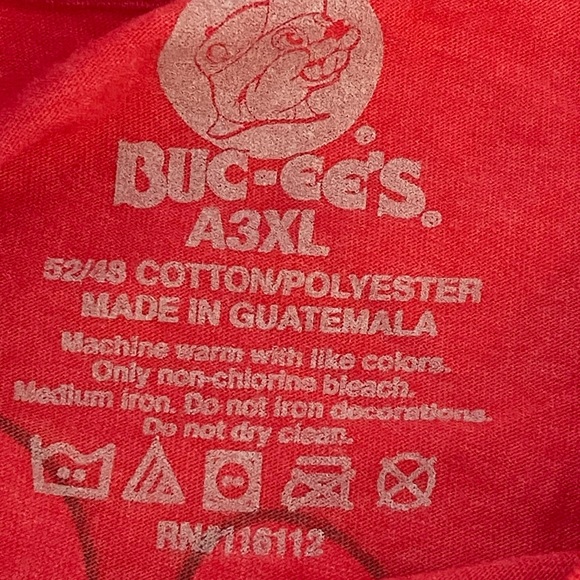 BUC-EE'S®
A3XL
52/48 COTTON/POLYESTER
MADE IN GUATEMALA
Machine warm with like colors.
Only non-chlorine bleach.
Medium iron. Do not iron decorations.
Do not dry clean.
RN#116112